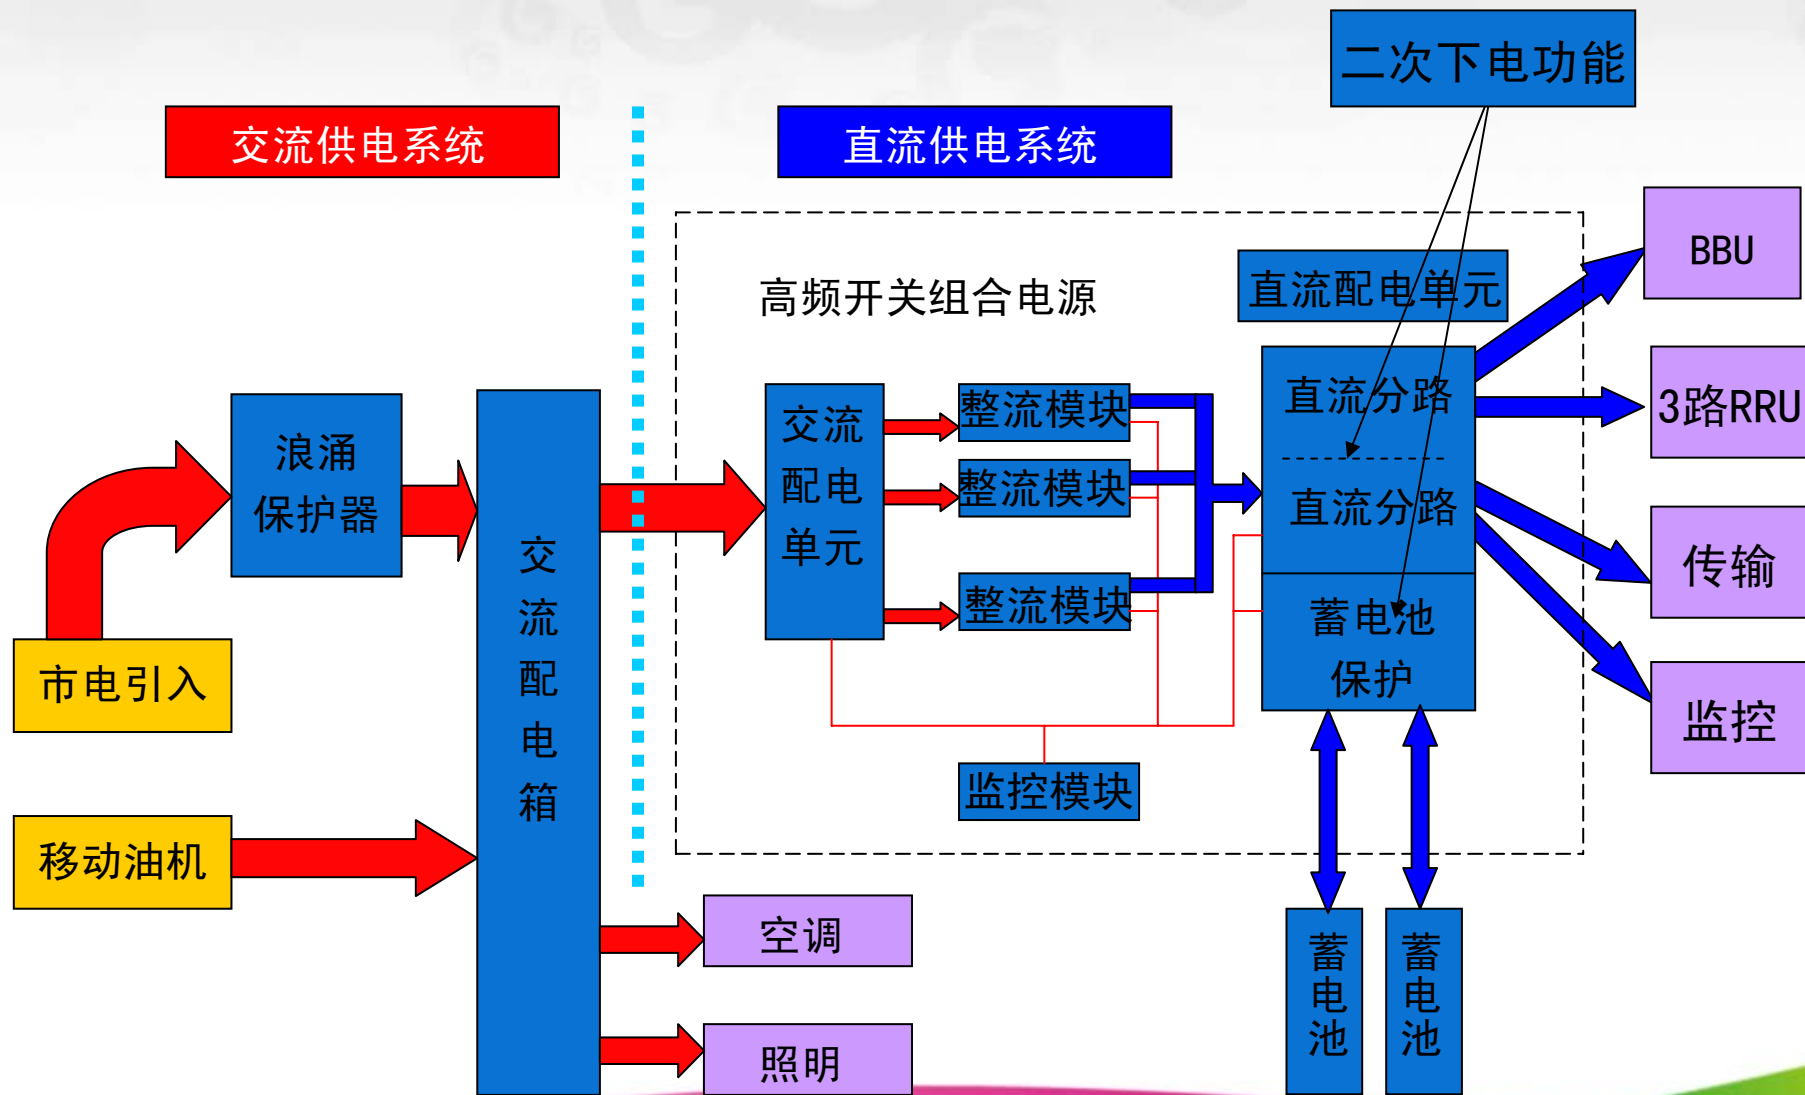 二次下电功能
交流供电系统
直流供电系统
BBU
高频开关组合电源
直流配电单元
3路RRU
浪涌
保护器
交流
配电
单元
整流模块
整流模块
整流模块
直流分路
直流分路
交流配电箱
传输
蓄电池
保护
市电引入
监控
监控模块
移动油机
空调
蓄电池
蓄电池
照明